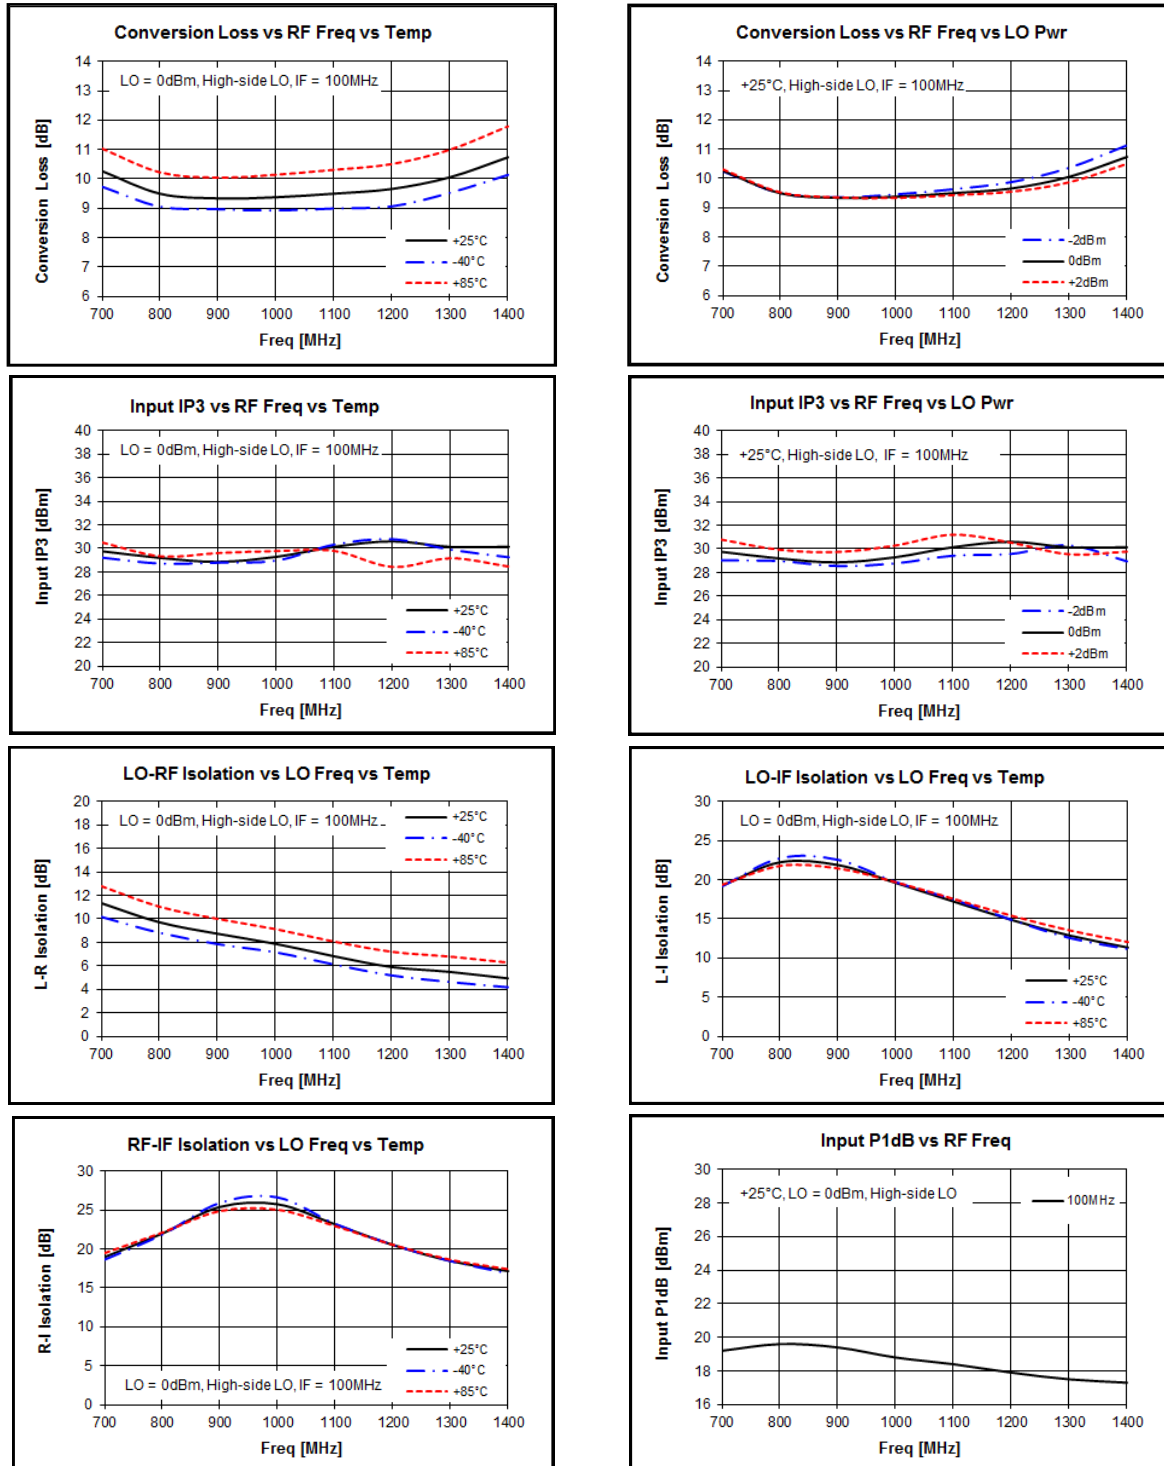 Conversion Loss vs RF Freq vs Temp
LO = 0dBm, High-side LO, IF = 100MHz
Conversion Loss [dB]
14
13
12
11
10
9
8
7
6
+25°C
-40°C
+85°C
700 800 900 1000 1100 1200 1300 1400
Freq [MHz]
Conversion Loss vs RF Freq vs LO Pwr
+25°C, High-side LO, IF = 100MHz
Conversion Loss [dB]
14
13
12
11
10
9
8
7
6
-2dBm
0dBm
+2dBm
700 800 900 1000 1100 1200 1300 1400
Freq [MHz]
Input IP3 vs RF Freq vs Temp
LO = 0dBm, High-side LO, IF = 100MHz
Input IP3 [dBm]
40
38
36
34
32
30
28
26
24
22
20
+25°C
-40°C
+85°C
700 800 900 1000 1100 1200 1300 1400
Freq [MHz]
Input IP3 vs RF Freq vs LO Pwr
+25°C, High-side LO, IF = 100MHz
Input IP3 [dBm]
40
38
36
34
32
30
28
26
24
22
20
-2dBm
0dBm
+2dBm
700 800 900 1000 1100 1200 1300 1400
Freq [MHz]
LO-RF Isolation vs LO Freq vs Temp
LO = 0dBm, High-side LO, IF = 100MHz
+25°C
-40°C
+85°C
L-R Isolation [dB]
20
18
16
14
12
10
8
6
4
2
0
700 800 900 1000 1100 1200 1300 1400
Freq [MHz]
LO-IF Isolation vs LO Freq vs Temp
LO = 0dBm, High-side LO, IF = 100MHz
L-I Isolation [dB]
30
25
20
15
10
5
0
+25°C
-40°C
+85°C
700 800 900 1000 1100 1200 1300 1400
Freq [MHz]
RF-IF Isolation vs LO Freq vs Temp
R-I Isolation [dB]
30
25
20
15
10
5
0
+25°C
-40°C
+85°C
LO = 0dBm, High-side LO, IF = 100MHz
700 800 900 1000 1100 1200 1300 1400
Freq [MHz]
Input P1dB vs RF Freq
+25°C, LO = 0dBm, High-side LO
100MHz
Input P1dB [dBm]
30
28
26
24
22
20
18
16
700 800 900 1000 1100 1200 1300 1400
Freq [MHz]